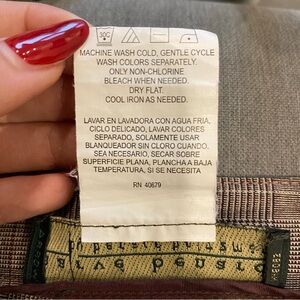 30C
MACHINE WASH COLD, GENTLE CYCLE
WASH COLORS SEPARATELY.
ONLY NON-CHLORINE
BLEACH WHEN NEEDED.
DRY FLAT.
COOL IRON AS NEEDED.
LAVAR EN LAVADORA CON AGUA FRIA.
CICLO DELICADO, LAVAR COLORES
SEPARADO, SOLAMENTE USAR
BLANQUEADOR SIN CLORO CUANDO
SEA NECESARIO, SECAR SOBRE
SUPERFICIE PLANA, PLANCHA A BAJA
TEMPERATURA, SI SE NECESITA
RN 40679